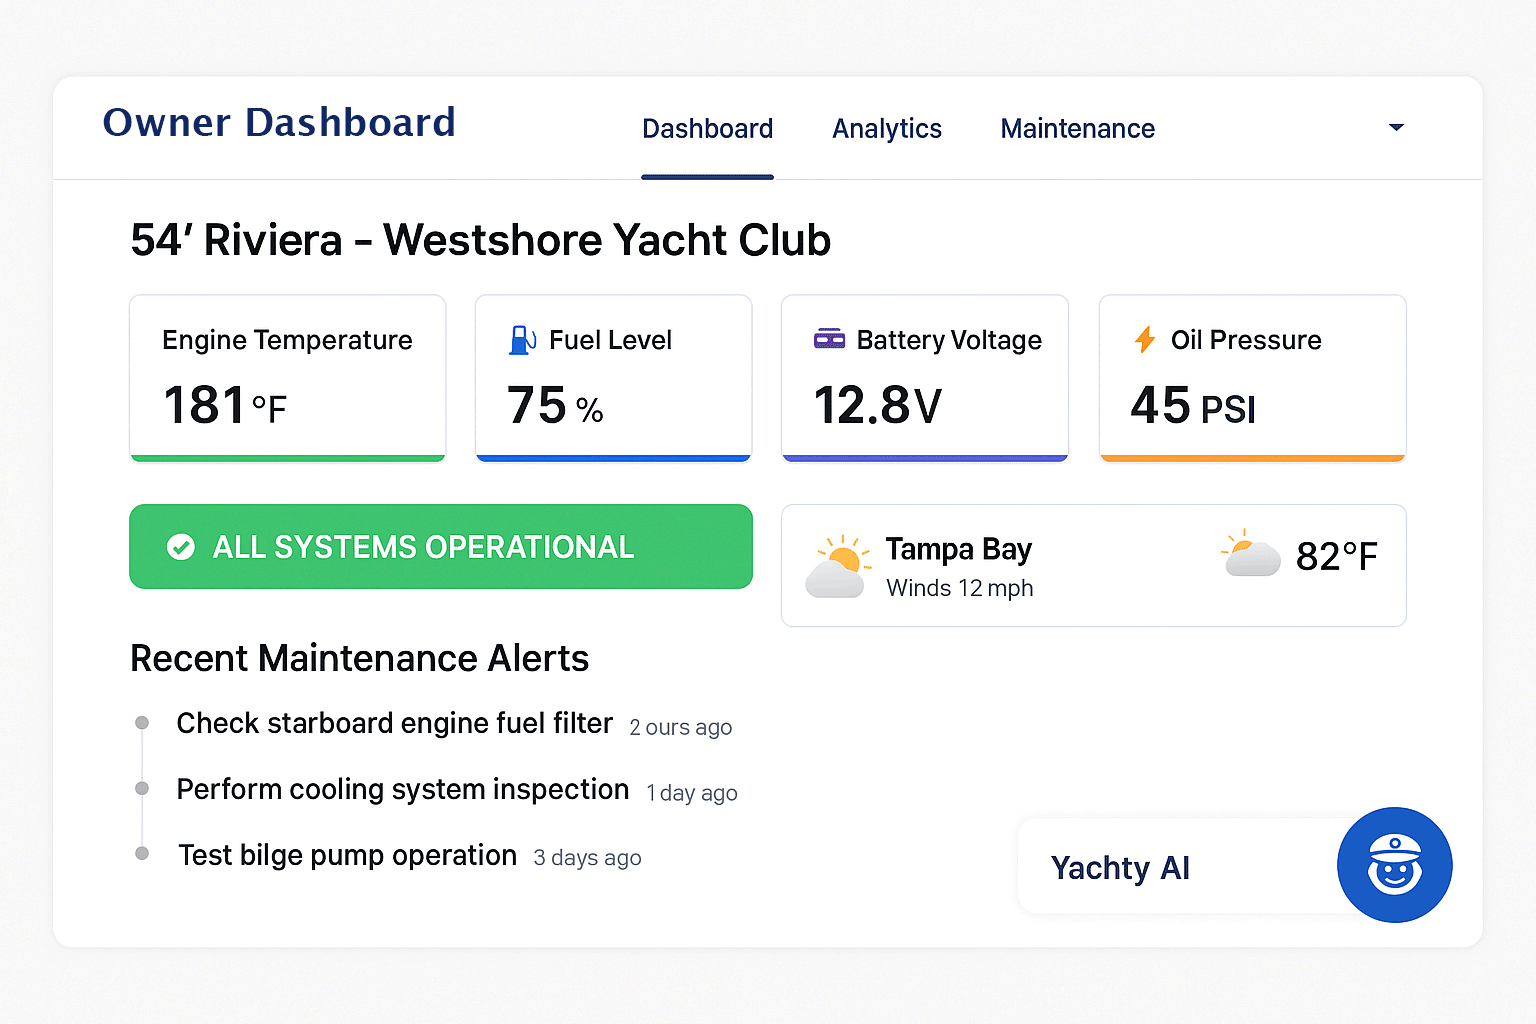 Owner Dashboard
Dashboard
Analytics
Maintenance
54′ Riviera – Westshore Yacht Club
Engine Temperature
181 °F
Fuel Level
75 %
Battery Voltage
12.8V
Oil Pressure
45 PSI
ALL SYSTEMS OPERATIONAL
Tampa Bay
Winds 12 mph
82°F
Recent Maintenance Alerts
Check starboard engine fuel filter 2 ours ago
Perform cooling system inspection 1 day ago
Test bilge pump operation 3 days ago
Yachty AI